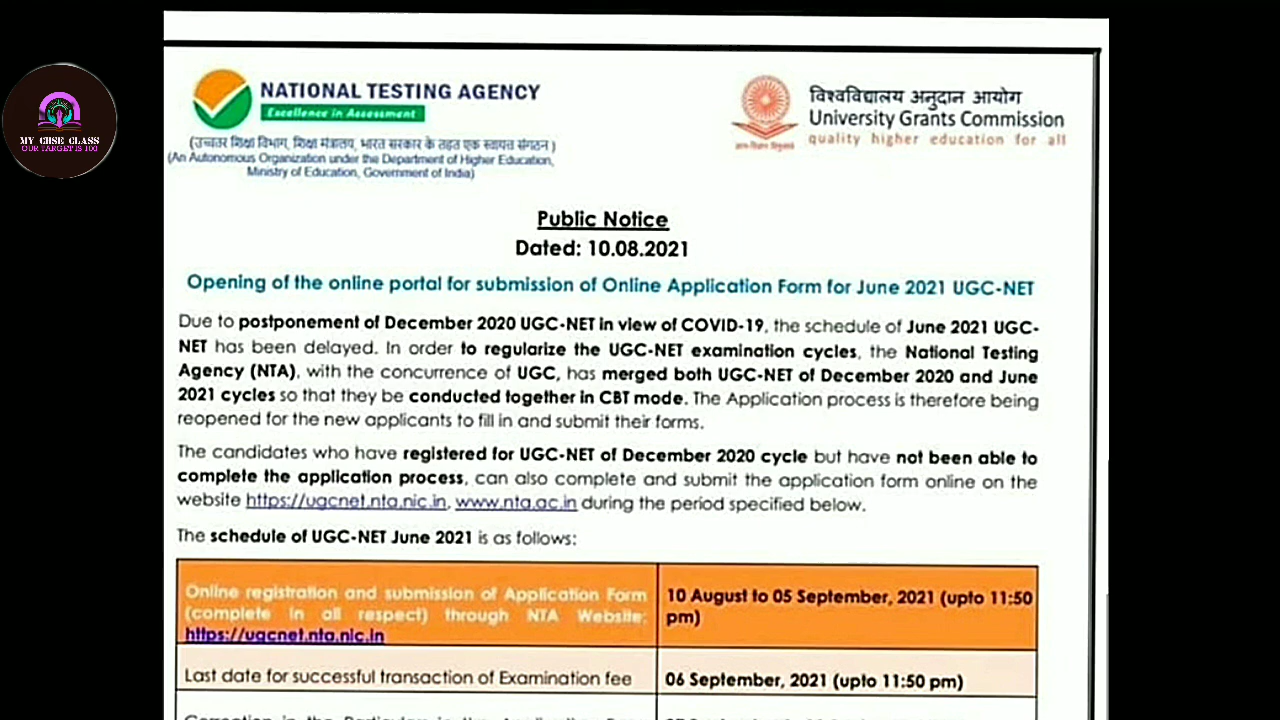 MY CHSE CLASS
OUR TARGET IS 100
NATIONAL TESTING AGENCY
Excellence in Assessment
(उच्चतर शिक्षा विभाग, शिक्षा मंत्रालय, भारत सरकार के तहत एक स्वायत्त संगठन)
(An Autonomous Organization under the Department of Higher Education,
Ministry of Education, Government of India)
विश्वविद्यालय अनुदान आयोग
University Grants Commission
quality higher education for all
Public Notice
Dated: 10.08.2021
Opening of the online portal for submission of Online Application Form for June 2021 UGC-NET
Due to postponement of December 2020 UGC-NET in view of COVID-19, the schedule of June 2021 UGC-
NET has been delayed. In order to regularize the UGC-NET examination cycles, the National Testing
Agency (NTA), with the concurrence of UGC, has merged both UGC-NET of December 2020 and June
2021 cycles so that they be conducted together in CBT mode. The Application process is therefore being
reopened for the new applicants to fill in and submit their forms.
The candidates who have registered for UGC-NET of December 2020 cycle but have not been able to
complete the application process, can also complete and submit the application form online on the
website https://ugcnet.nta.nic.in, www.nta.ac.in during the period specified below.
The schedule of UGC-NET June 2021 is as follows:
Online registration and submission of Application Form
(complete in all respect) through NTA Website:
https://ugcnet.nta.nic.in
10 August to 05 September, 2021 (upto 11:50
pm)
Last date for successful transaction of Examination fee
06 September, 2021 (upto 11:50 pm)